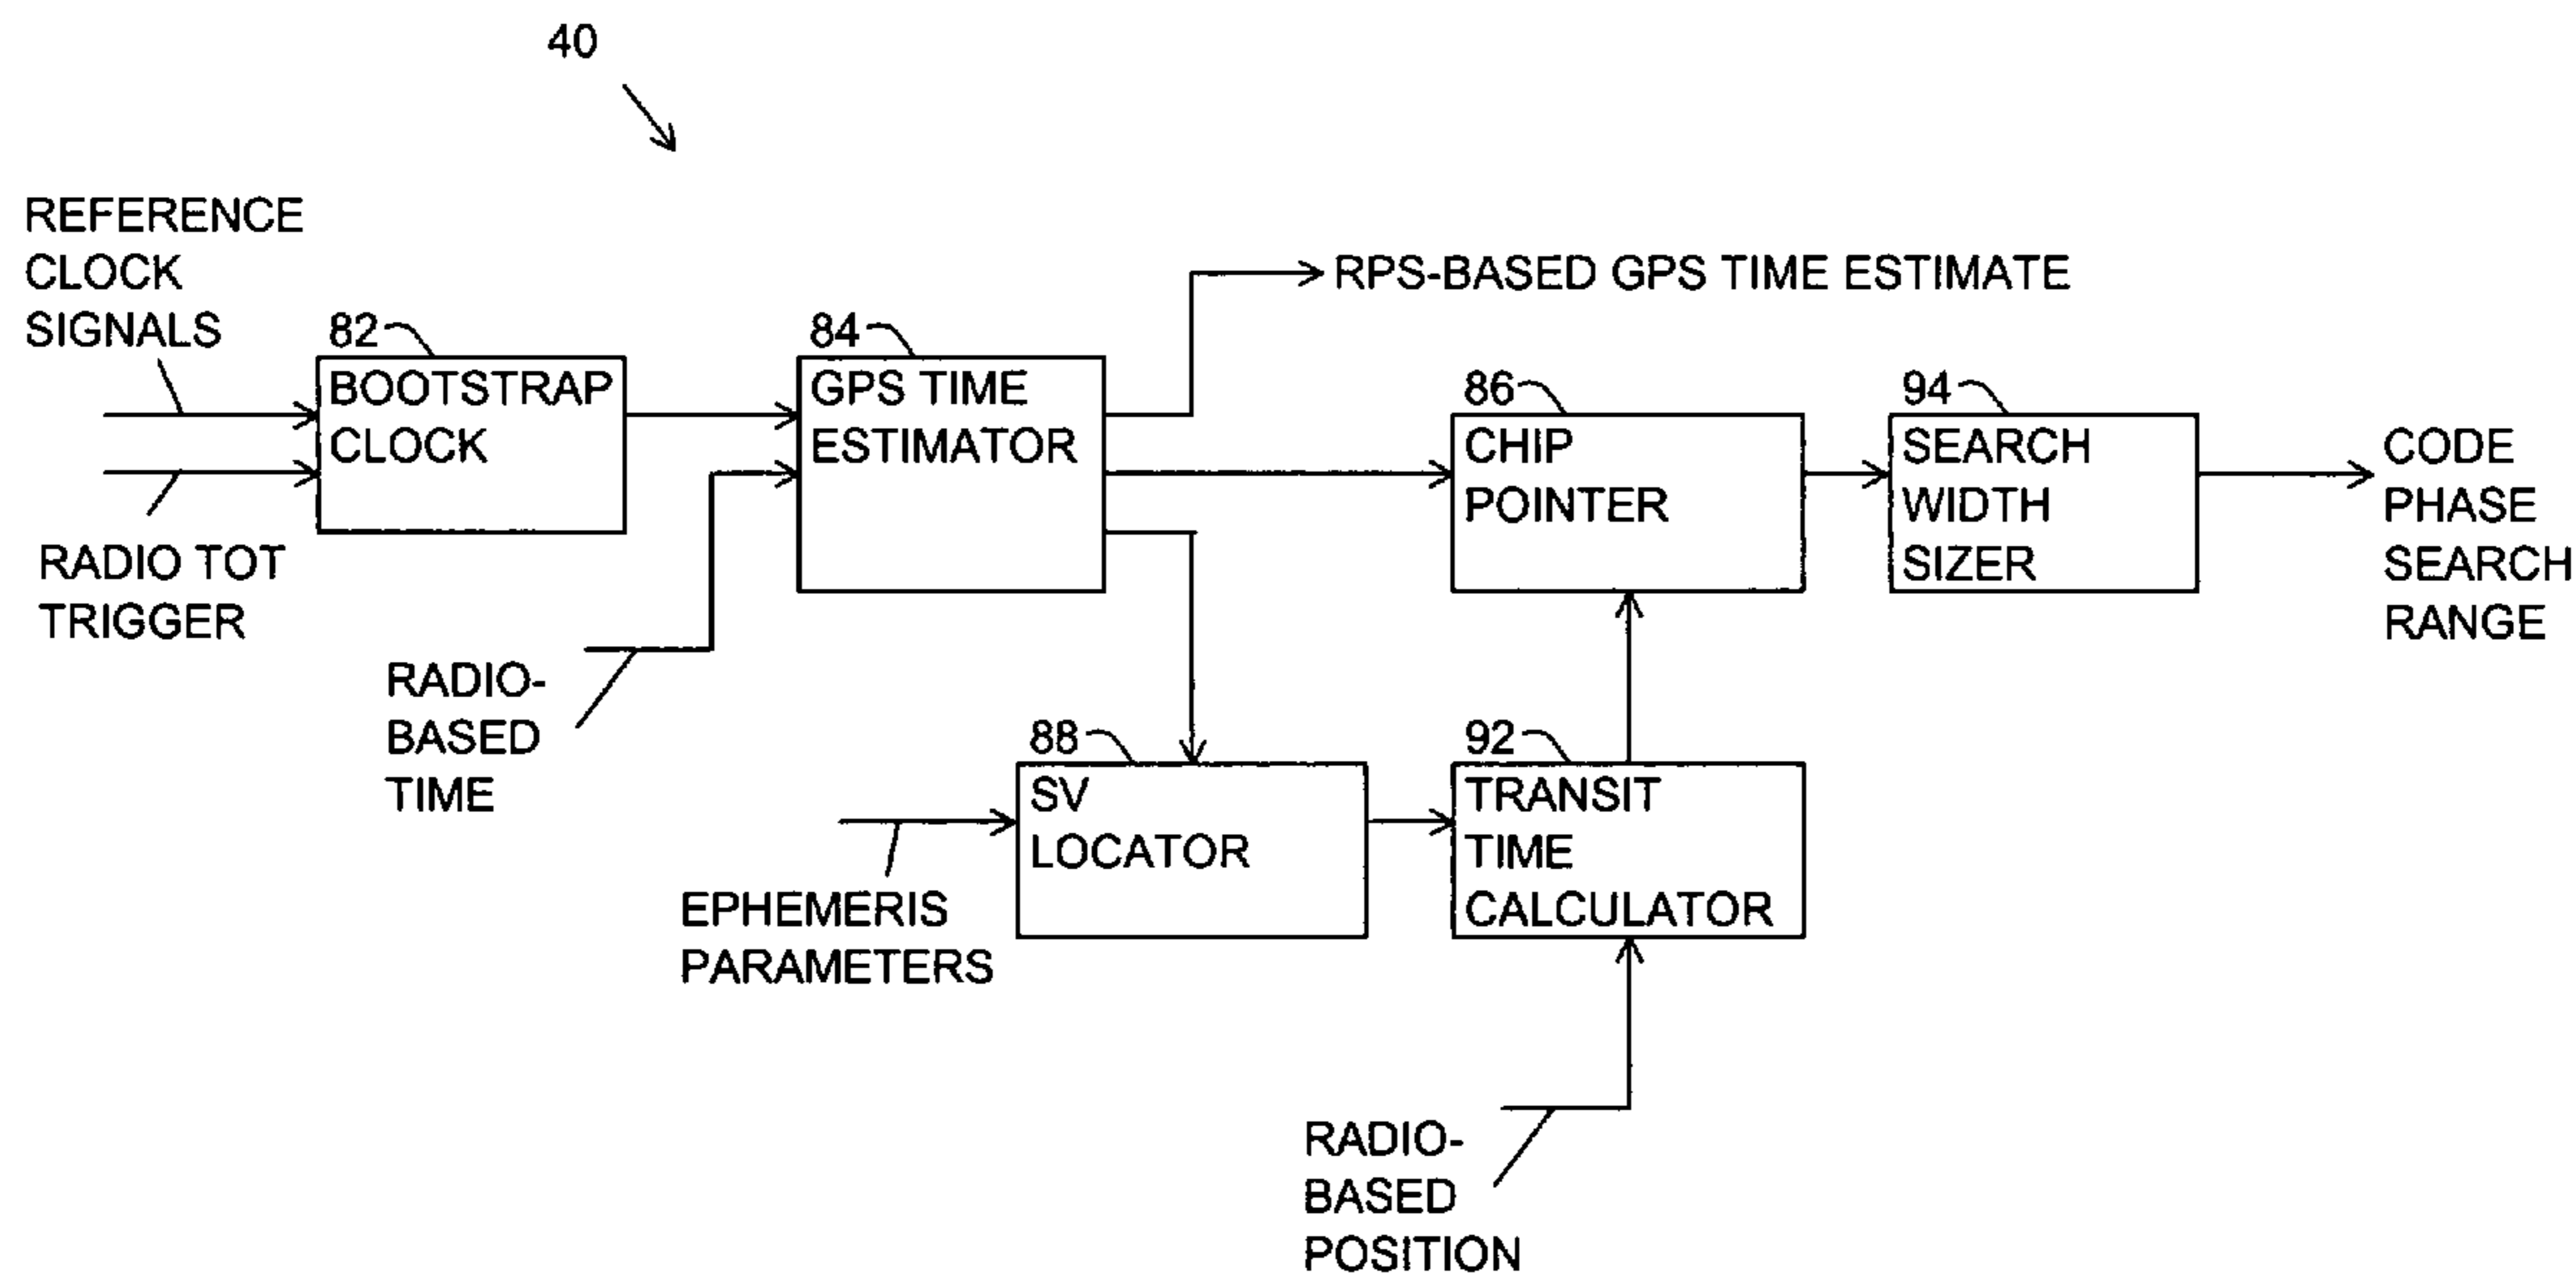 40
REFERENCE
CLOCK
SIGNALS
RADIO TOT
TRIGGER
82
BOOTSTRAP
CLOCK
RADIO-
BASED
TIME
84
GPS TIME
ESTIMATOR
RPS-BASED GPS TIME ESTIMATE
86
CHIP
POINTER
94
SEARCH
WIDTH
SIZER
CODE
PHASE
SEARCH
RANGE
88
SV
LOCATOR
EPHEMERIS
PARAMETERS
92
TRANSIT
TIME
CALCULATOR
RADIO-
BASED
POSITION